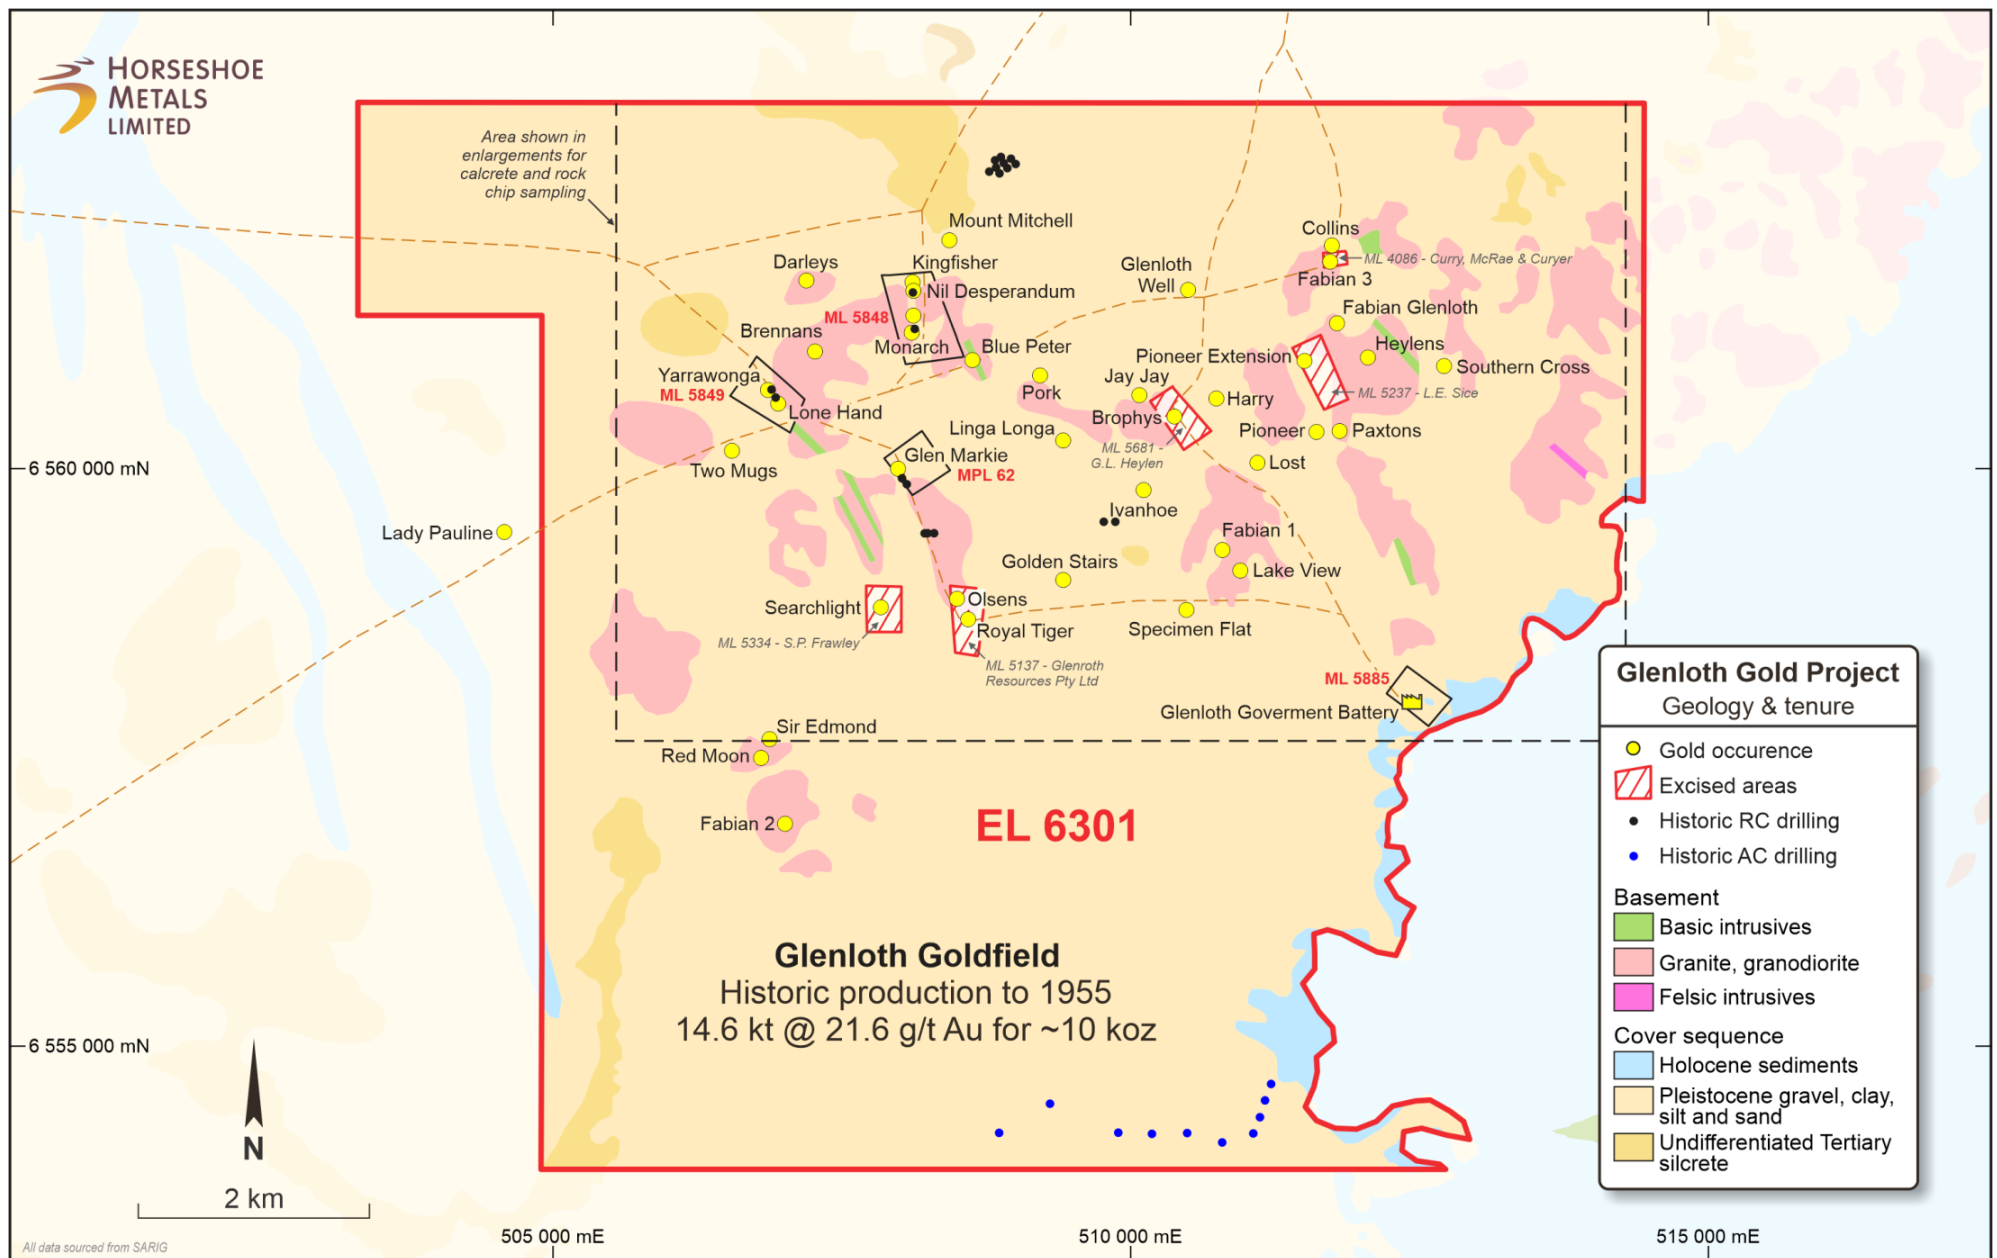 HORSESHOE
METALS
LIMITED
Area shown in
enlargements for
calcrete and rock
chip sampling
Mount Mitchell
Collins
ML 4086 - Curry, McRae & Curyer
Fabian 3
Darleys
Kingfisher
Glenloth
Well
Nil Desperandum
ML 5848
Fabian Glenloth
Brennans
Monarch
Blue Peter
Heylens
Pioneer Extension
Southern Cross
Yarrawonga
ML 5849
Jay Jay
Pork
ML 5237 - L.E. Sice
Lone Hand
Harry
Brophys
Linga Longa
Pioneer
Paxtons
ML 5681 -
G.L. Heylen
Glen Markie
Lost
Two Mugs
MPL 62
6 560 000 mN
Ivanhoe
Lady Pauline
Fabian 1
Golden Stairs
Lake View
Searchlight
Olsens
Royal Tiger
Specimen Flat
ML 5334 - S.P. Frawley
ML 5137 - Glenroth
Resources Pty Ltd
ML 5885
Glenloth Goverment Battery
Sir Edmond
Red Moon
Fabian 2
EL 6301
Glenloth Goldfield
Historic production to 1955
14.6 kt @ 21.6 g/t Au for ~10 koz
6 555 000 mN
N
2 km
505 000 mE
510 000 mE
515 000 mE
All data sourced from SARIG
Glenloth Gold Project
Geology & tenure
Gold occurence
Excised areas
Historic RC drilling
Historic AC drilling
Basement
Basic intrusives
Granite, granodiorite
Felsic intrusives
Cover sequence
Holocene sediments
Pleistocene gravel, clay,
silt and sand
Undifferentiated Tertiary
silcrete